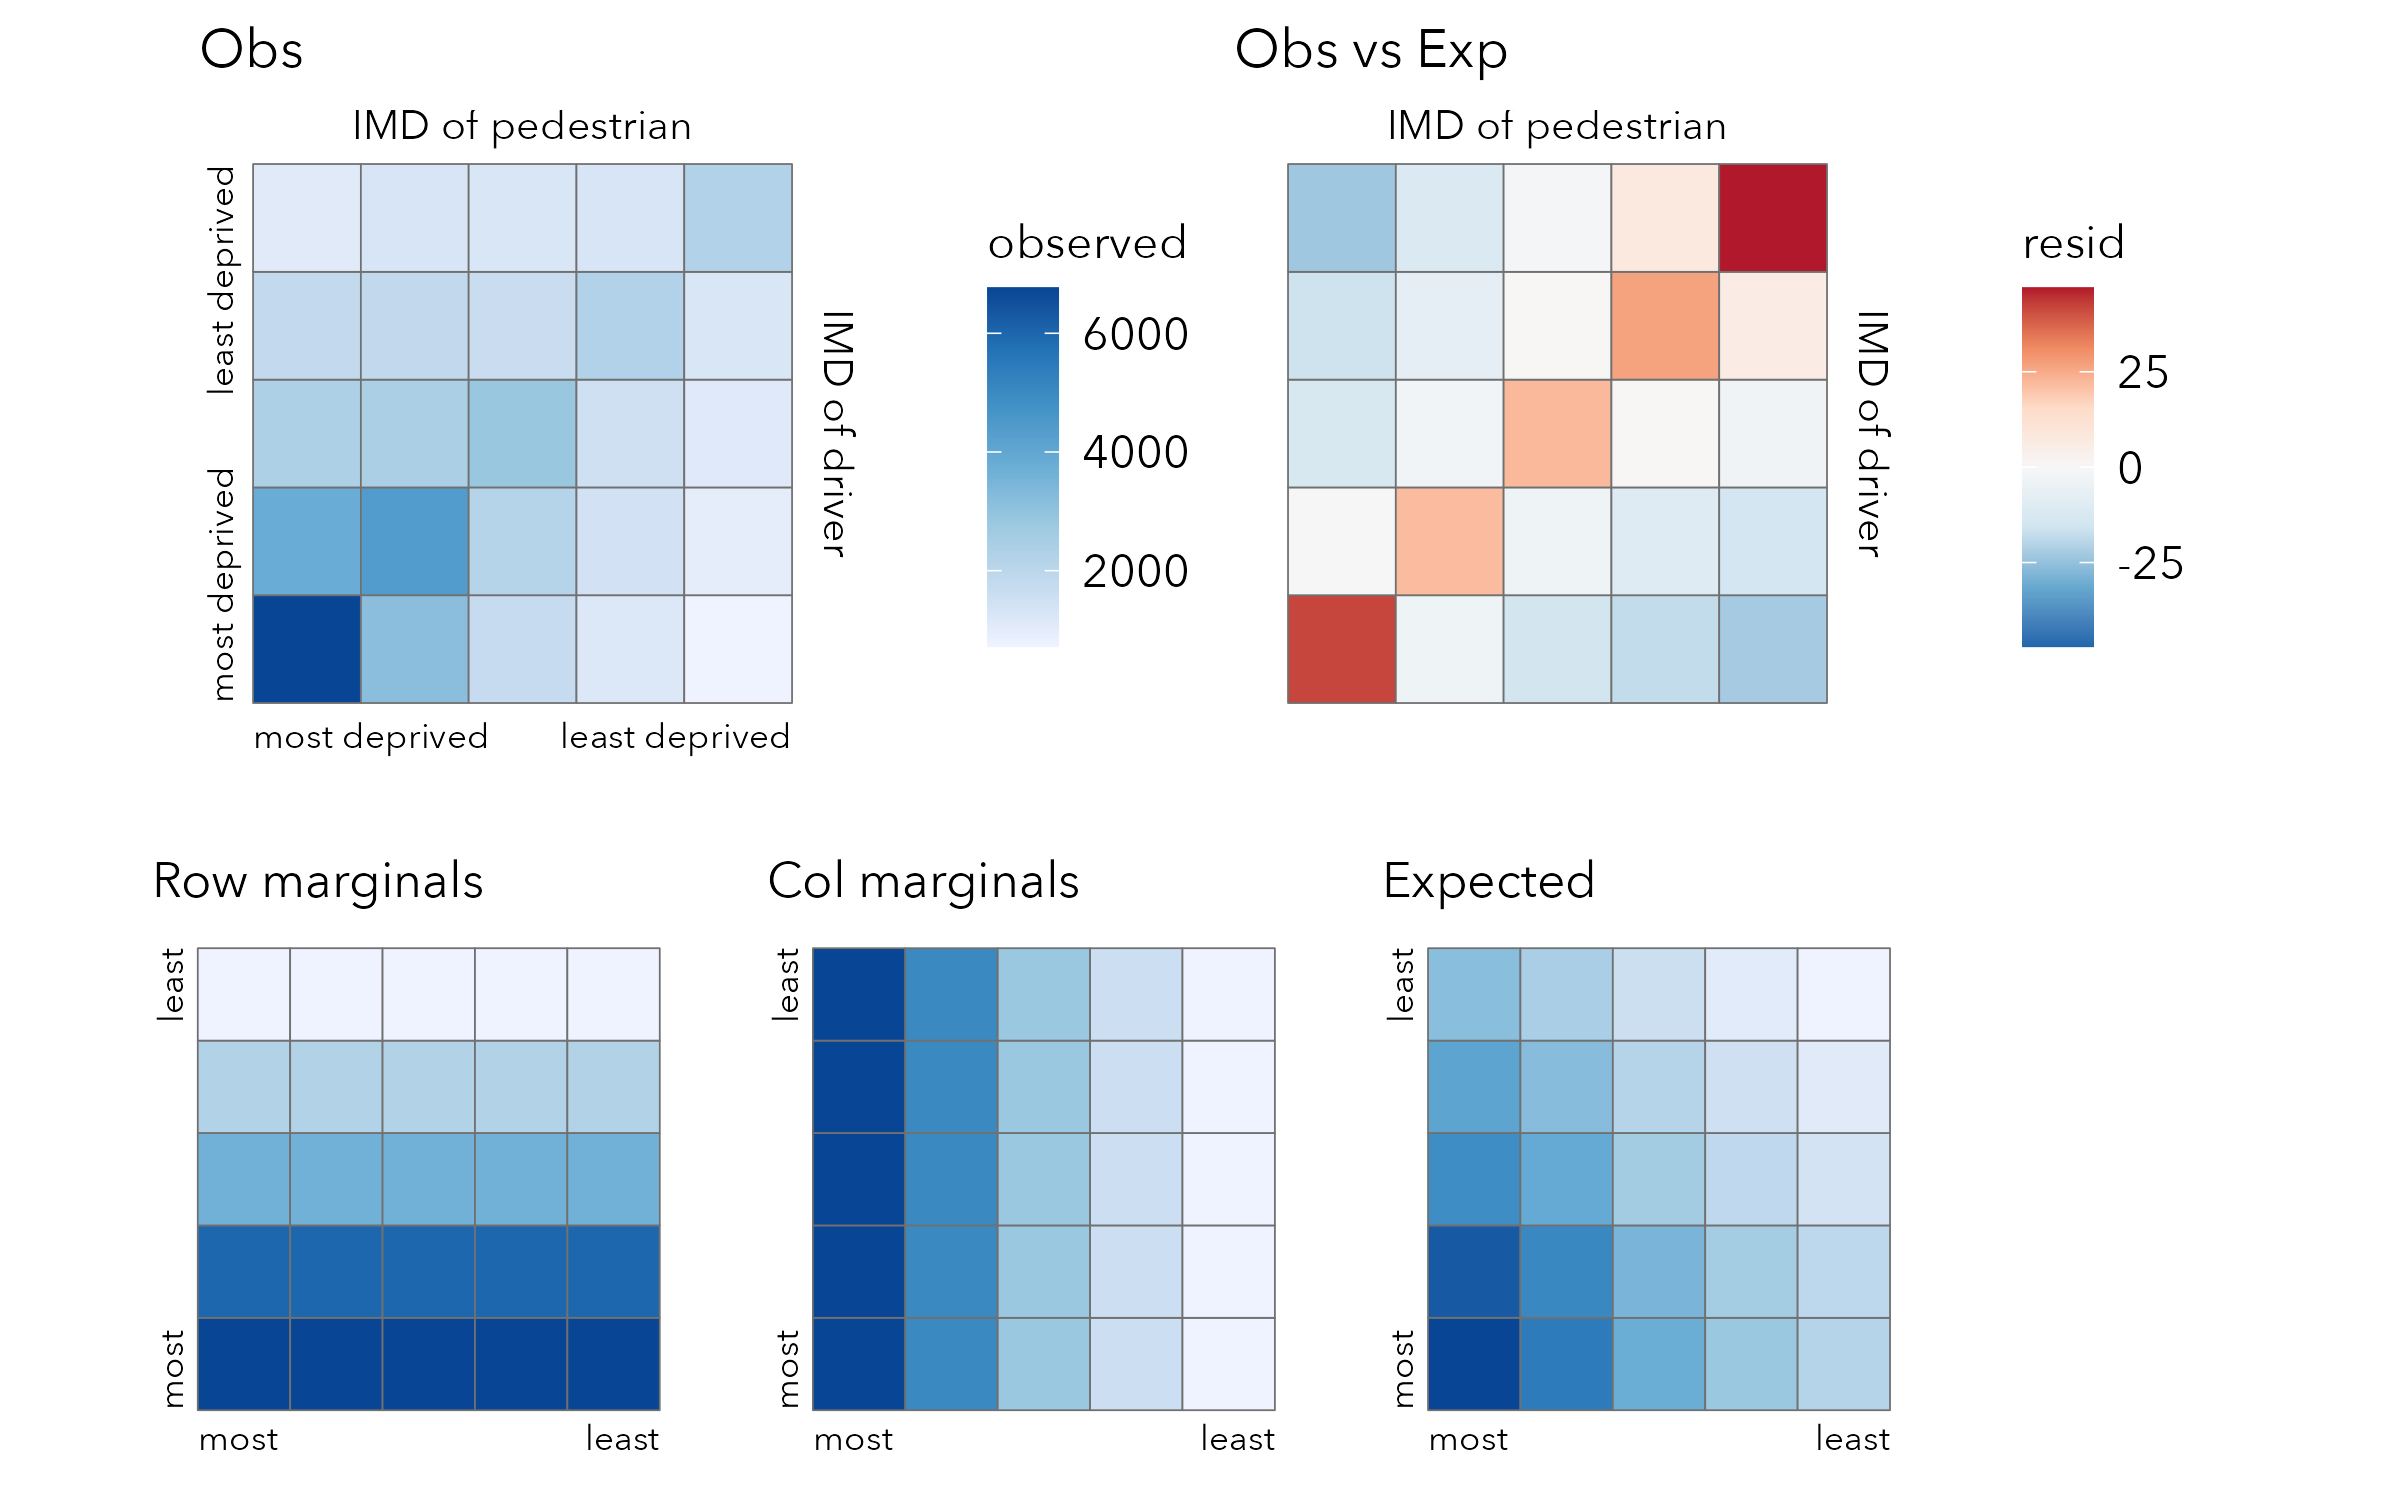 Obs
IMD of pedestrian
least deprived
most deprived
IMD of driver
most deprived
least deprived
observed
6000
4000
2000
Obs vs Exp
IMD of pedestrian
IMD of driver
resid
25
0
-25
Row marginals
least
most
most
least
Col marginals
least
most
most
least
Expected
least
most
most
least